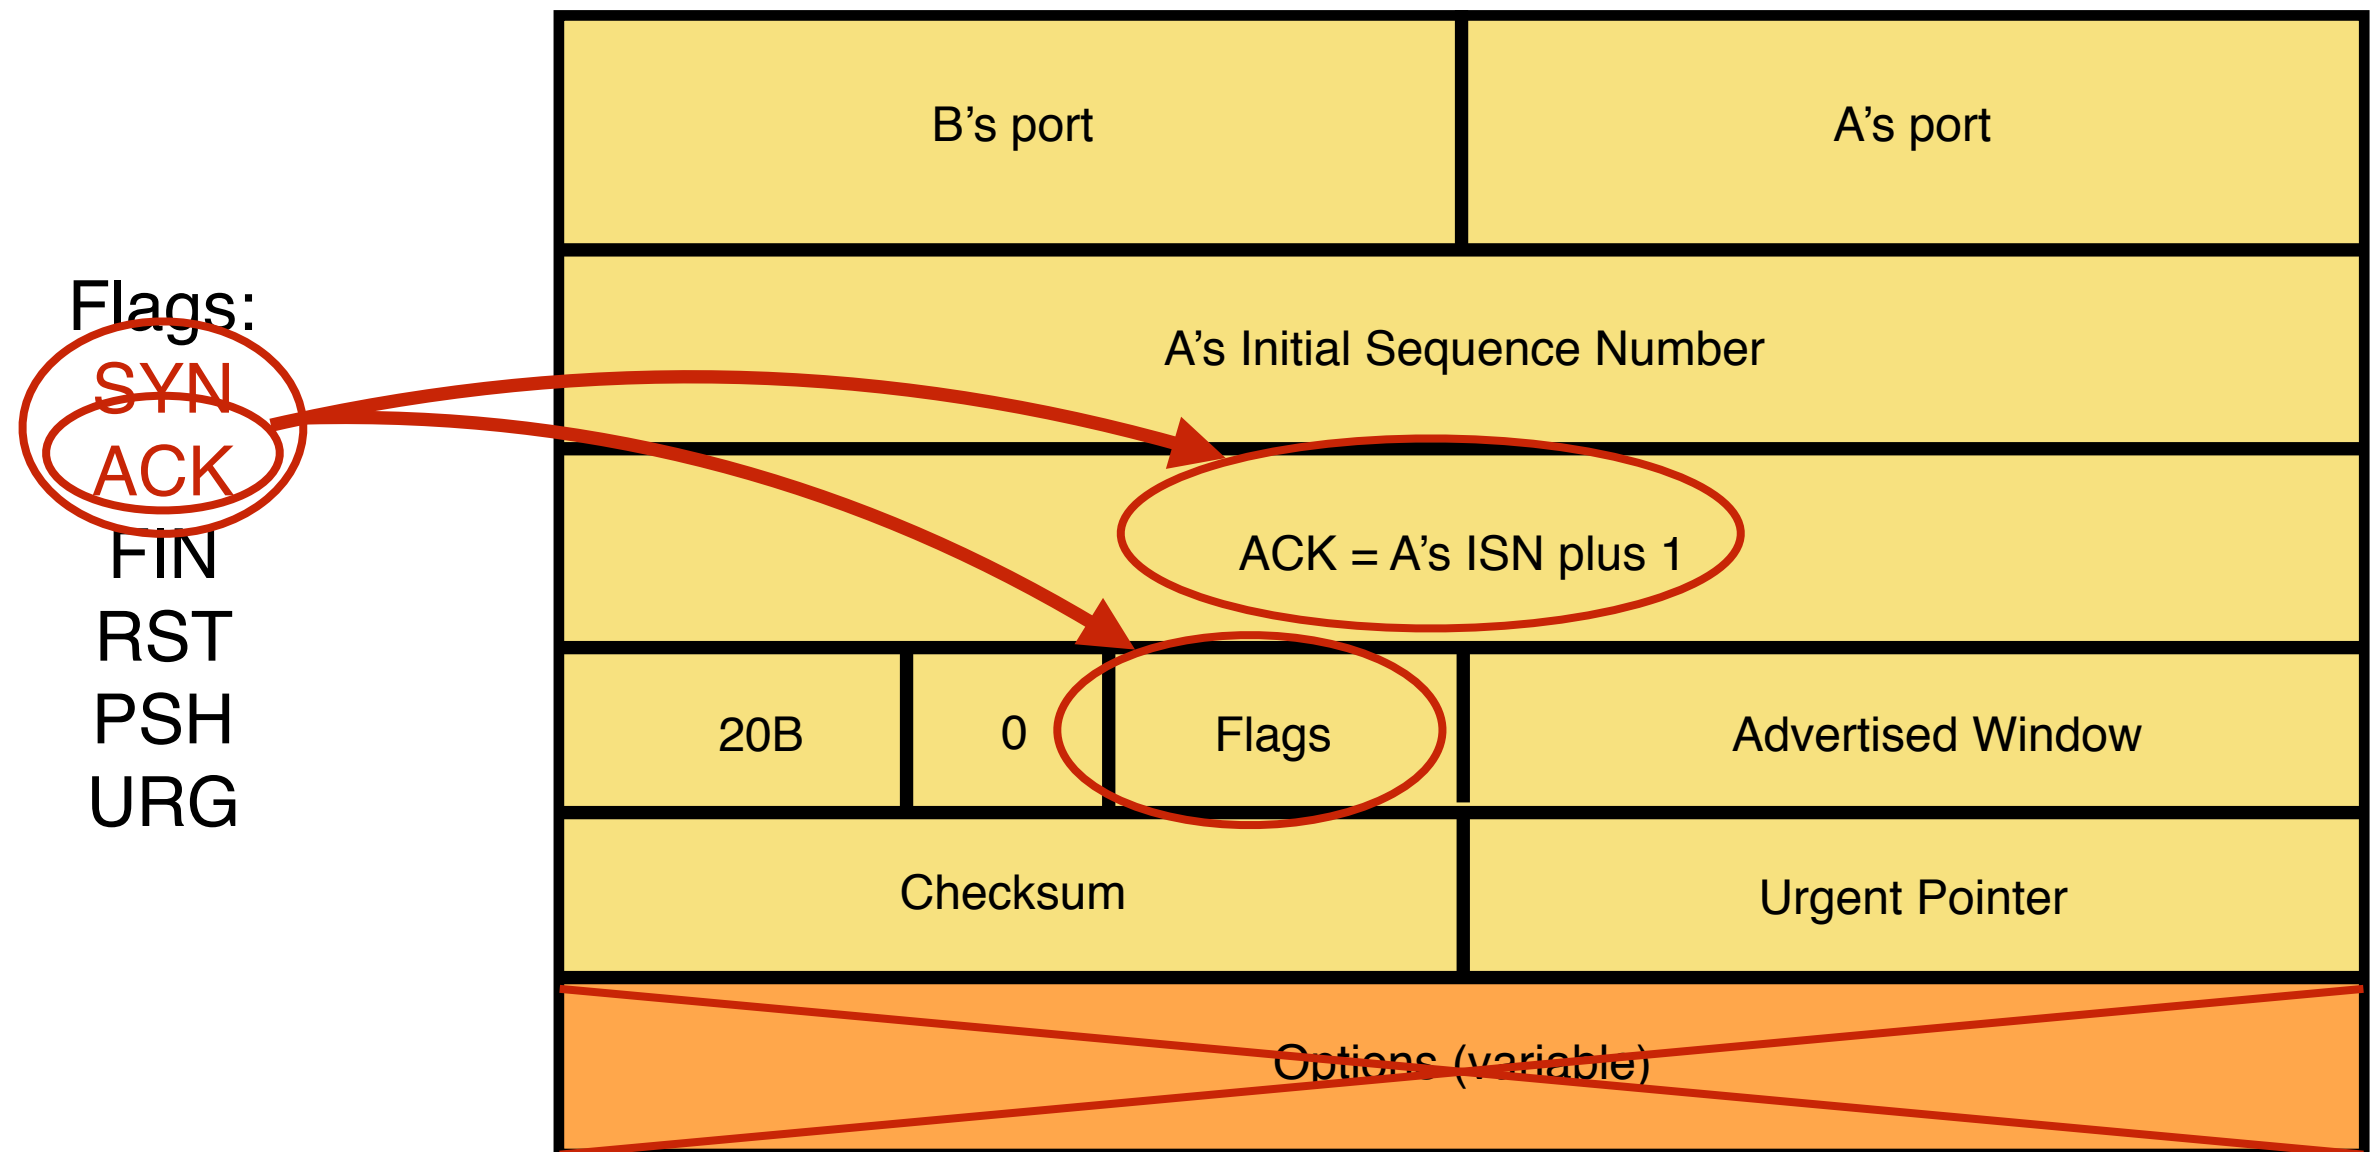 B’s port
A’s port
Flags:
SYN
ACK
FIN
RST
PSH
URG
A’s Initial Sequence Number
ACK = A’s ISN plus 1
20B
0
Flags
Advertised Window
Checksum
Urgent Pointer
Options (variable)